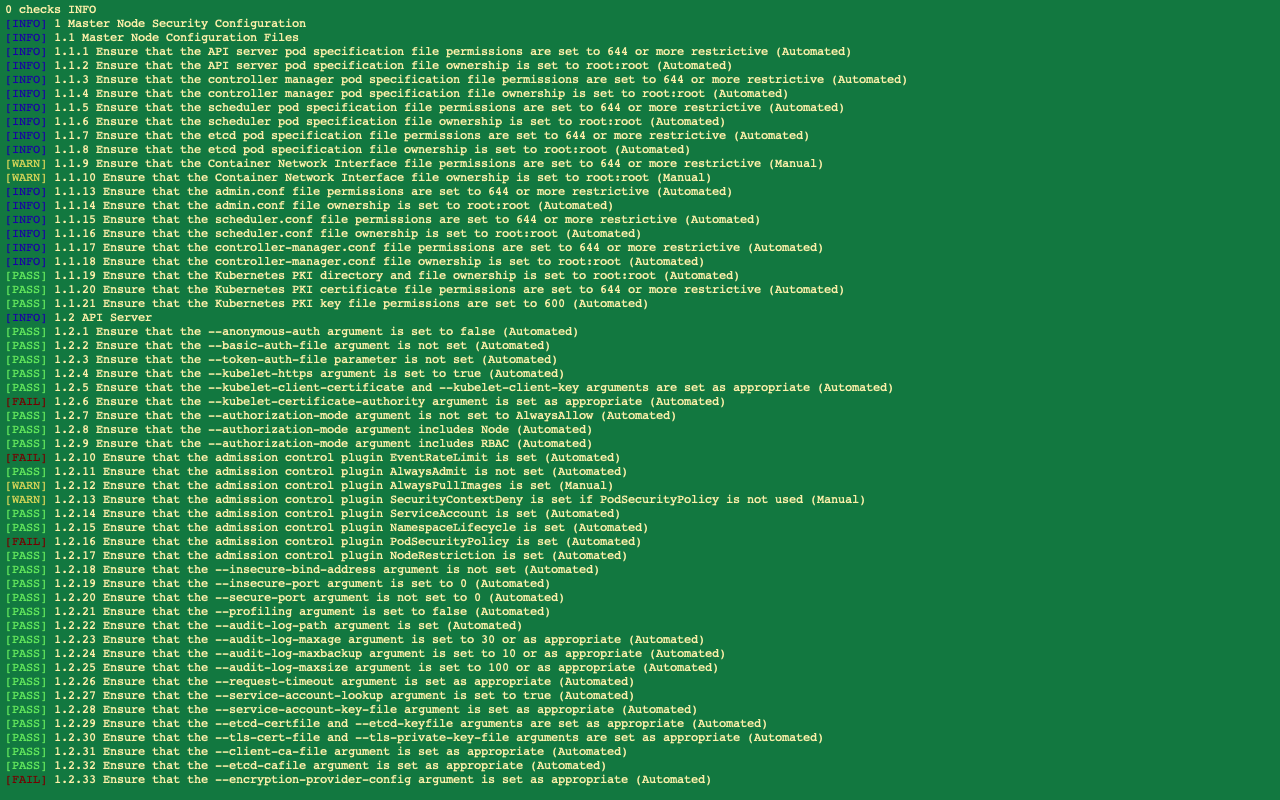 0 checks INFO
[INFO] 1 Master Node Security Configuration
[INFO] 1.1 Master Node Configuration Files
[INFO] 1.1.1 Ensure that the API server pod specification file permissions are set to 644 or more restrictive (Automated)
[INFO] 1.1.2 Ensure that the API server pod specification file ownership is set to root:root (Automated)
[INFO] 1.1.3 Ensure that the controller manager pod specification file permissions are set to 644 or more restrictive (Automated)
[INFO] 1.1.4 Ensure that the controller manager pod specification file ownership is set to root:root (Automated)
[INFO] 1.1.5 Ensure that the scheduler pod specification file permissions are set to 644 or more restrictive (Automated)
[INFO] 1.1.6 Ensure that the scheduler pod specification file ownership is set to root:root (Automated)
[INFO] 1.1.7 Ensure that the etcd pod specification file permissions are set to 644 or more restrictive (Automated)
[INFO] 1.1.8 Ensure that the etcd pod specification file ownership is set to root:root (Automated)
[WARN] 1.1.9 Ensure that the Container Network Interface file permissions are set to 644 or more restrictive (Manual)
[WARN] 1.1.10 Ensure that the Container Network Interface file ownership is set to root:root (Manual)
[INFO] 1.1.13 Ensure that the admin.conf file permissions are set to 644 or more restrictive (Automated)
[INFO] 1.1.14 Ensure that the admin.conf file ownership is set to root:root (Automated)
[INFO] 1.1.15 Ensure that the scheduler.conf file permissions are set to 644 or more restrictive (Automated)
[INFO] 1.1.16 Ensure that the scheduler.conf file ownership is set to root:root (Automated)
[INFO] 1.1.17 Ensure that the controller-manager.conf file permissions are set to 644 or more restrictive (Automated)
[INFO] 1.1.18 Ensure that the controller-manager.conf file ownership is set to root:root (Automated)
[PASS] 1.1.19 Ensure that the Kubernetes PKI directory and file ownership is set to root:root (Automated)
[PASS] 1.1.20 Ensure that the Kubernetes PKI certificate file permissions are set to 644 or more restrictive (Automated)
[PASS] 1.1.21 Ensure that the Kubernetes PKI key file permissions are set to 600 (Automated)
[INFO] 1.2 API Server
[PASS] 1.2.1 Ensure that the --anonymous-auth argument is set to false (Automated)
[PASS] 1.2.2 Ensure that the --basic-auth-file argument is not set (Automated)
[PASS] 1.2.3 Ensure that the --token-auth-file parameter is not set (Automated)
[PASS] 1.2.4 Ensure that the --kubelet-https argument is set to true (Automated)
[PASS] 1.2.5 Ensure that the --kubelet-client-certificate and --kubelet-client-key arguments are set as appropriate (Automated)
[FAIL] 1.2.6 Ensure that the --kubelet-certificate-authority argument is set as appropriate (Automated)
[PASS] 1.2.7 Ensure that the --authorization-mode argument is not set to AlwaysAllow (Automated)
[PASS] 1.2.8 Ensure that the --authorization-mode argument includes Node (Automated)
[PASS] 1.2.9 Ensure that the --authorization-mode argument includes RBAC (Automated)
[FAIL] 1.2.10 Ensure that the admission control plugin EventRateLimit is set (Automated)
[PASS] 1.2.11 Ensure that the admission control plugin AlwaysAdmit is not set (Automated)
[WARN] 1.2.12 Ensure that the admission control plugin AlwaysPullImages is set (Manual)
[WARN] 1.2.13 Ensure that the admission control plugin SecurityContextDeny is set if PodSecurityPolicy is not used (Manual)
[PASS] 1.2.14 Ensure that the admission control plugin ServiceAccount is set (Automated)
[PASS] 1.2.15 Ensure that the admission control plugin NamespaceLifecycle is set (Automated)
[FAIL] 1.2.16 Ensure that the admission control plugin PodSecurityPolicy is set (Automated)
[PASS] 1.2.17 Ensure that the admission control plugin NodeRestriction is set (Automated)
[PASS] 1.2.18 Ensure that the --insecure-bind-address argument is not set (Automated)
[PASS] 1.2.19 Ensure that the --insecure-port argument is set to 0 (Automated)
[PASS] 1.2.20 Ensure that the --secure-port argument is not set to 0 (Automated)
[PASS] 1.2.21 Ensure that the --profiling argument is set to false (Automated)
[PASS] 1.2.22 Ensure that the --audit-log-path argument is set (Automated)
[PASS] 1.2.23 Ensure that the --audit-log-maxage argument is set to 30 or as appropriate (Automated)
[PASS] 1.2.24 Ensure that the --audit-log-maxbackup argument is set to 10 or as appropriate (Automated)
[PASS] 1.2.25 Ensure that the --audit-log-maxsize argument is set to 100 or as appropriate (Automated)
[PASS] 1.2.26 Ensure that the --request-timeout argument is set as appropriate (Automated)
[PASS] 1.2.27 Ensure that the --service-account-lookup argument is set to true (Automated)
[PASS] 1.2.28 Ensure that the --service-account-key-file argument is set as appropriate (Automated)
[PASS] 1.2.29 Ensure that the --etcd-certfile and --etcd-keyfile arguments are set as appropriate (Automated)
[PASS] 1.2.30 Ensure that the --tls-cert-file and --tls-private-key-file arguments are set as appropriate (Automated)
[PASS] 1.2.31 Ensure that the --client-ca-file argument is set as appropriate (Automated)
[PASS] 1.2.32 Ensure that the --etcd-cafile argument is set as appropriate (Automated)
[FAIL] 1.2.33 Ensure that the --encryption-provider-config argument is set as appropriate (Automated)